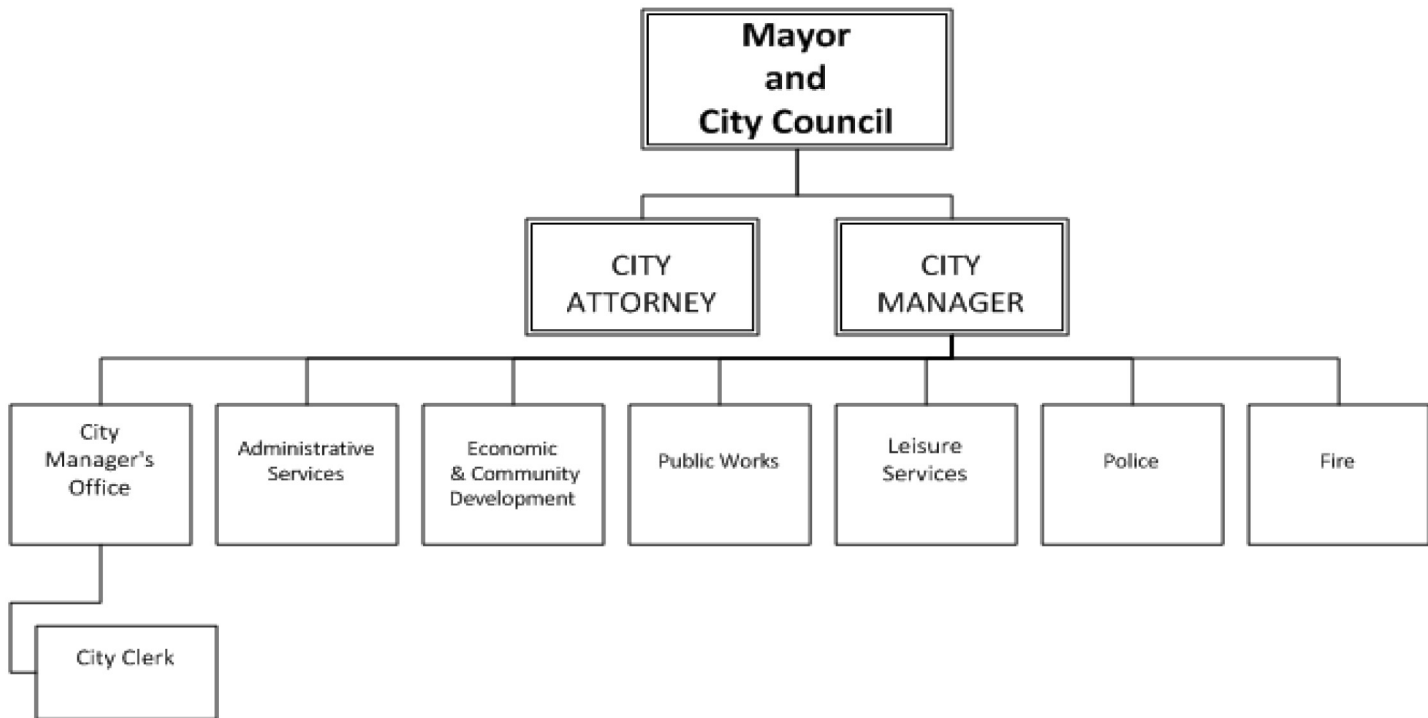 Mayor
and
City Council
CITY
ATTORNEY
CITY
MANAGER
City
Manager's
Office
Administrative
Services
Economic
& Community
Development
Public Works
Leisure
Services
Police
Fire
City Clerk